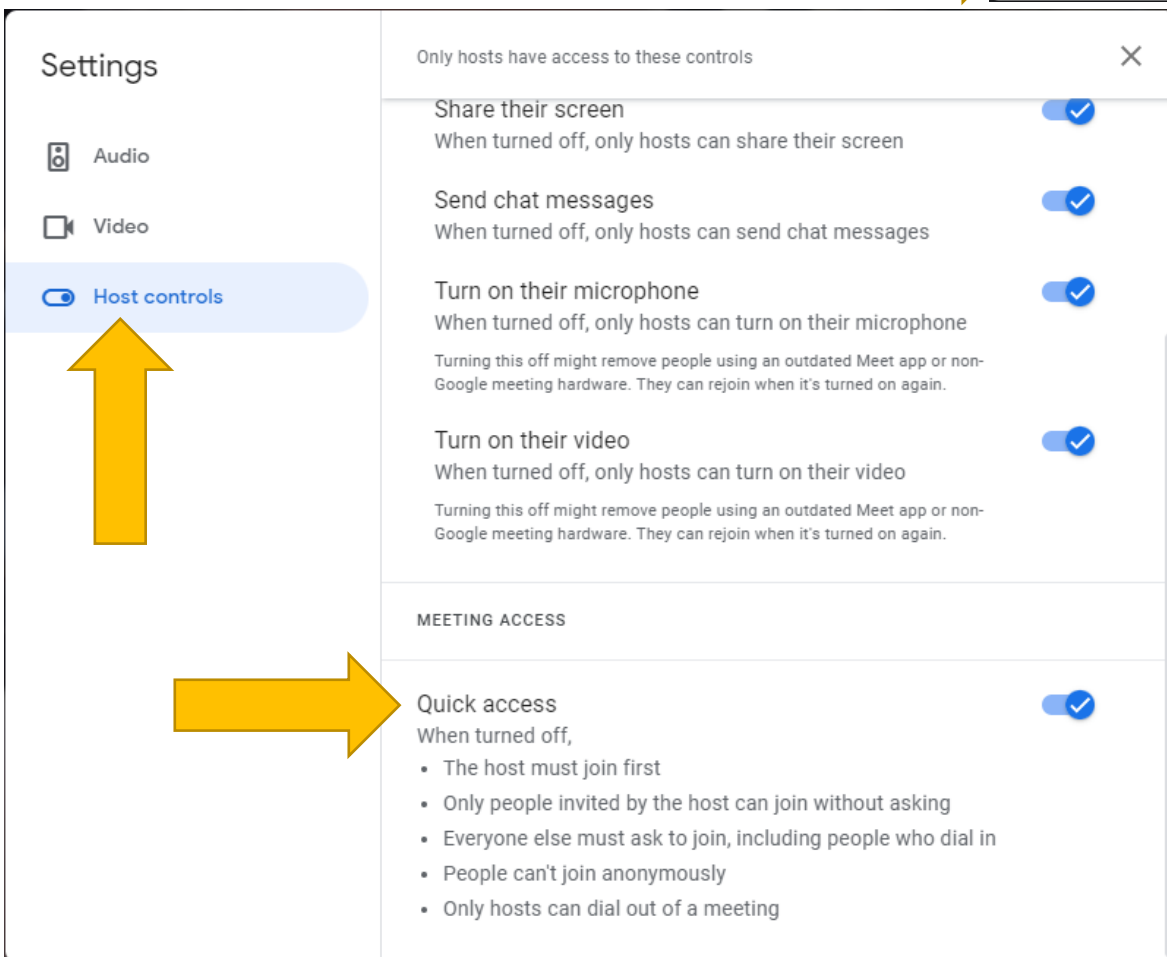 Settings
Audio
Video
Host controls
Only hosts have access to these controls
Share their screen
When turned off, only hosts can share their screen
Send chat messages
When turned off, only hosts can send chat messages
Turn on their microphone
When turned off, only hosts can turn on their microphone
Turning this off might remove people using an outdated Meet app or non-
Google meeting hardware. They can rejoin when it's turned on again.
Turn on their video
When turned off, only hosts can turn on their video
Turning this off might remove people using an outdated Meet app or non-
Google meeting hardware. They can rejoin when it's turned on again.
MEETING ACCESS
Quick access
When turned off,
• The host must join first
• Only people invited by the host can join without asking
• Everyone else must ask to join, including people who dial in
• People can't join anonymously
• Only hosts can dial out of a meeting